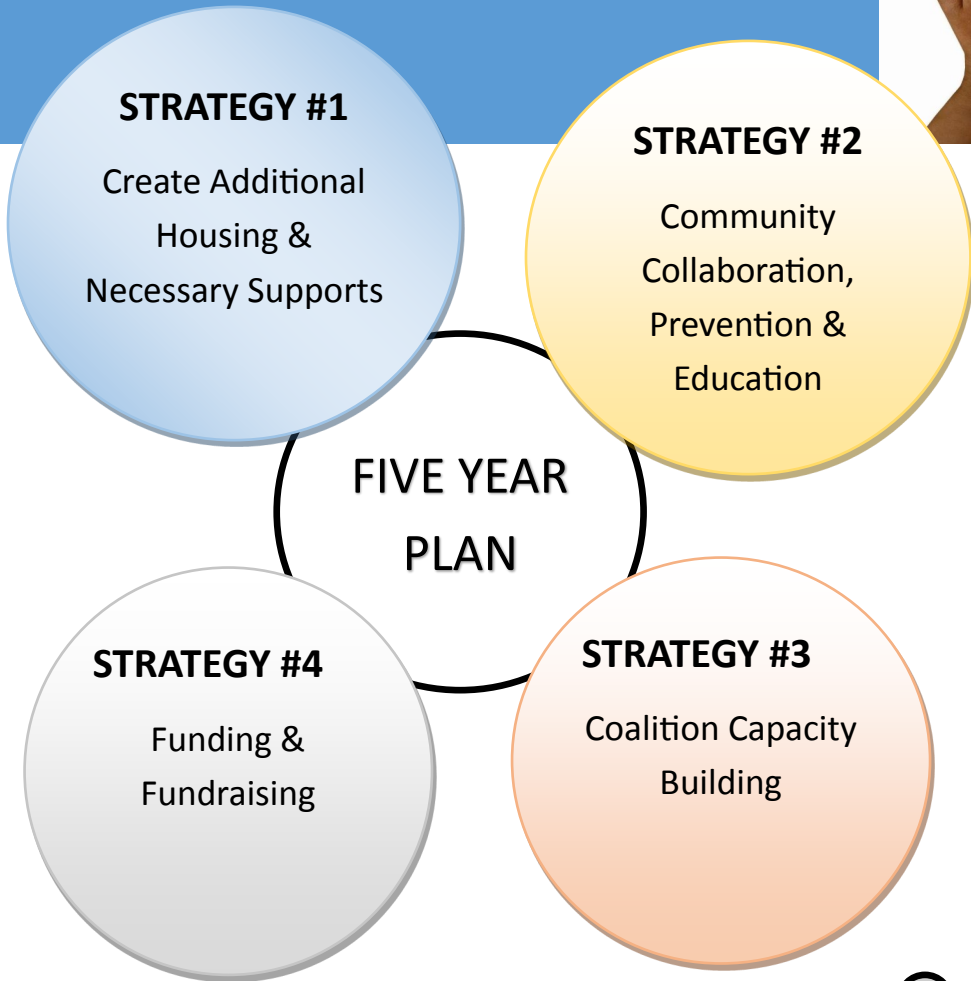 STRATEGY #1
Create Additional
Housing &
Necessary Supports
STRATEGY #2
Community
Collaboration,
Prevention &
Education
FIVE YEAR
PLAN
STRATEGY #4
Funding &
Fundraising
STRATEGY #3
Coalition Capacity
Building